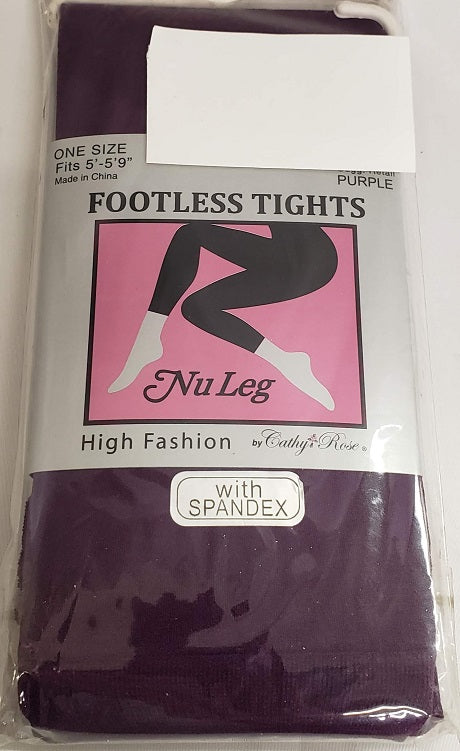 ONE SIZE
Fits 5'-5'9"
Made in China
PURPLE
FOOTLESS TIGHTS
Nu Leg
High Fashion by Cathy Rose ®
with
SPANDEX